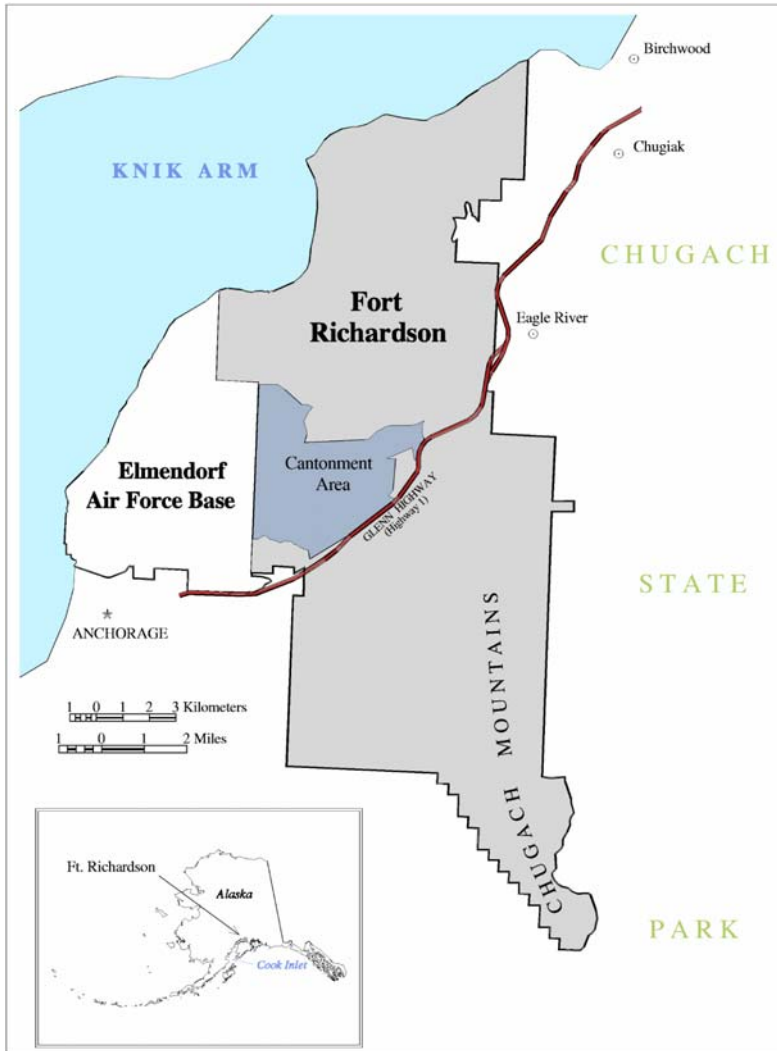 Birchwood
Chugiak
KNIK ARM
CHUGACH
Fort
Richardson
Eagle River
Cantonment
Area
Elmendorf
Air Force Base
GLENN HIGHWAY
(Highway 1)
STATE
ANCHORAGE
CHUGACH MOUNTAINS
1 0 1 2 3 Kilometers
1 0 1 2 Miles
PARK
Ft. Richardson
Alaska
Cook Inlet